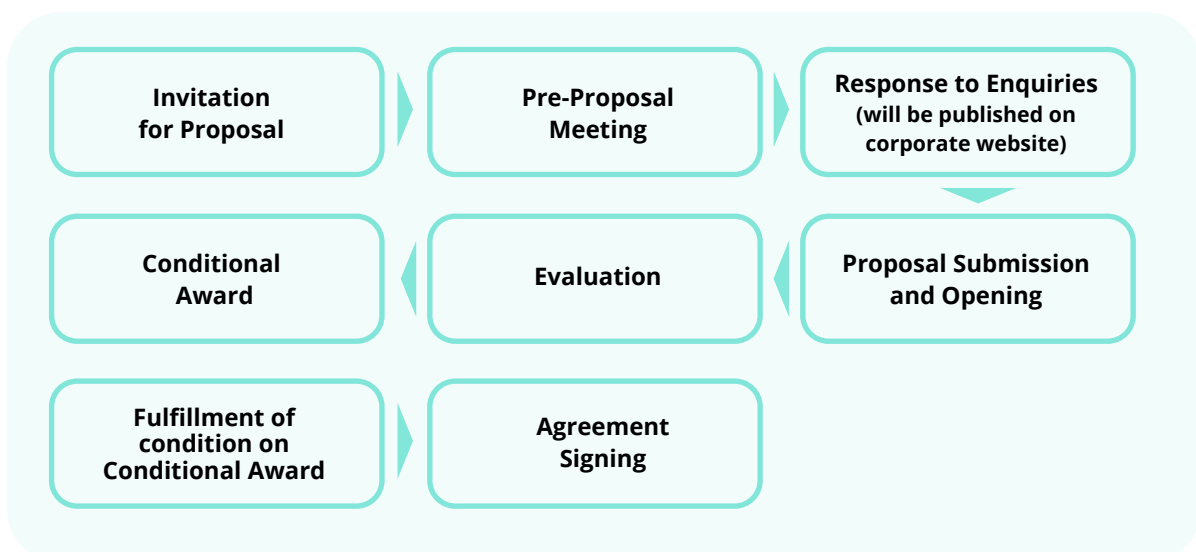 Invitation
for Proposal
Pre-Proposal
Meeting
Response to Enquiries
(will be published on
corporate website)
Proposal Submission
and Opening
Evaluation
Conditional
Award
Fulfillment of
condition on
Conditional Award
Agreement
Signing